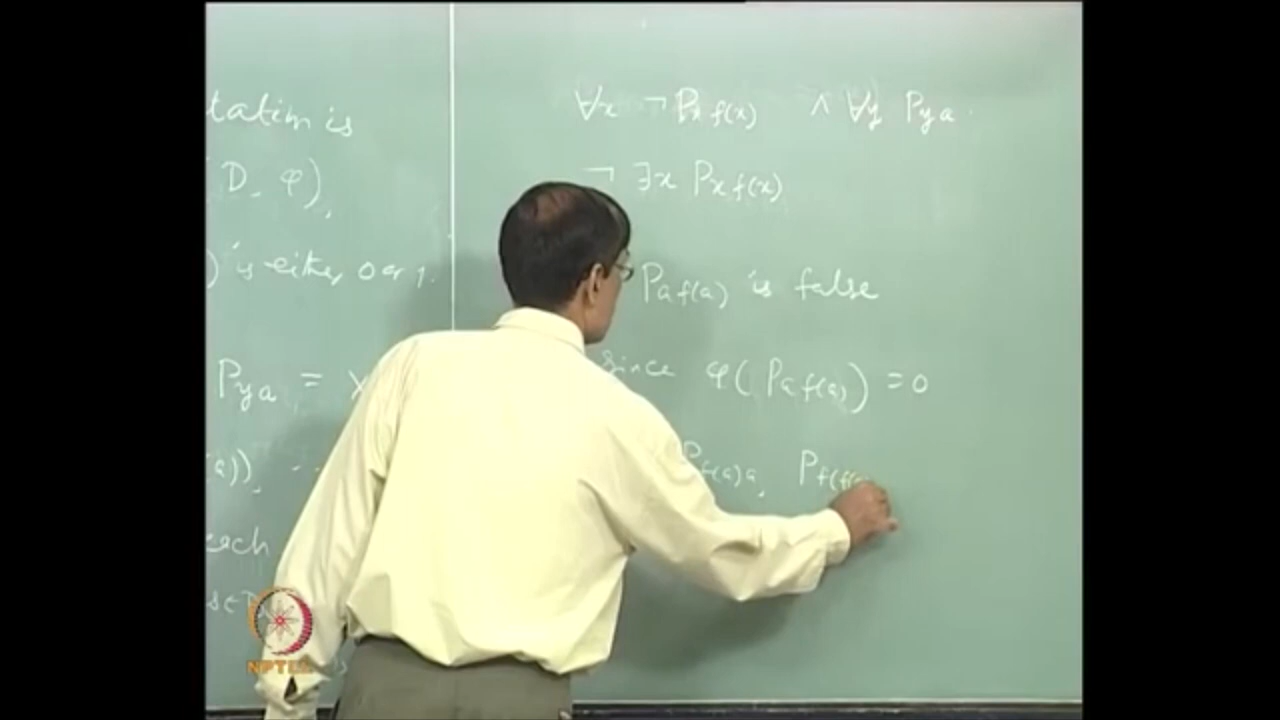 tation is
D - φ),
) is either 0 or 1.
Pya = X
a)), ...
each
s∈D
is
∀x ¬Px f(x) ∧ ∀y Pya.
¬ ∃x Px f(x)
Pa f(a) is false
since φ(Pa f(a)) = 0
Pf(a)a, Pf(f(a
NPTEL